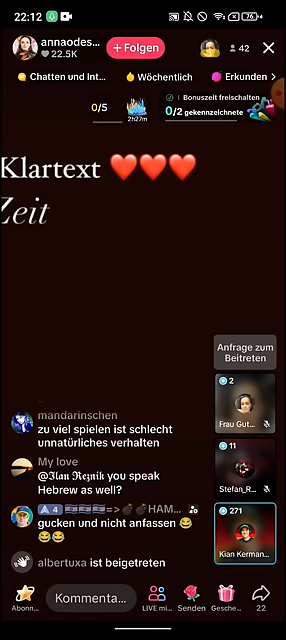 22:12
76
annaodes...
+ Folgen
22.5K
42
Chatten und Int...
Wöchentlich
Erkunden
0/5
2h27m
Bonuszeit freischalten
0/2 gekennzeichnete
Klartext ❤️❤️❤️
Zeit
Anfrage zum
Beitreten
2
Frau Gut...
mandarinschen
zu viel spielen ist schlecht
unnatürliches verhalten
11
Stefan_R...
My love
@𝕴𝖑𝖆𝖓 𝕽𝖊𝖟𝖓𝖎𝖐 you speak
Hebrew as well?
271
Kian Kerman...
A 4 🇮🇱🇮🇱🇮🇱=>💣💣HAM...
gucken und nicht anfassen 😂
😂😂
albertuxa ist beigetreten
Abonn...
Kommenta...
LIVE mi...
Senden
Gesche...
22